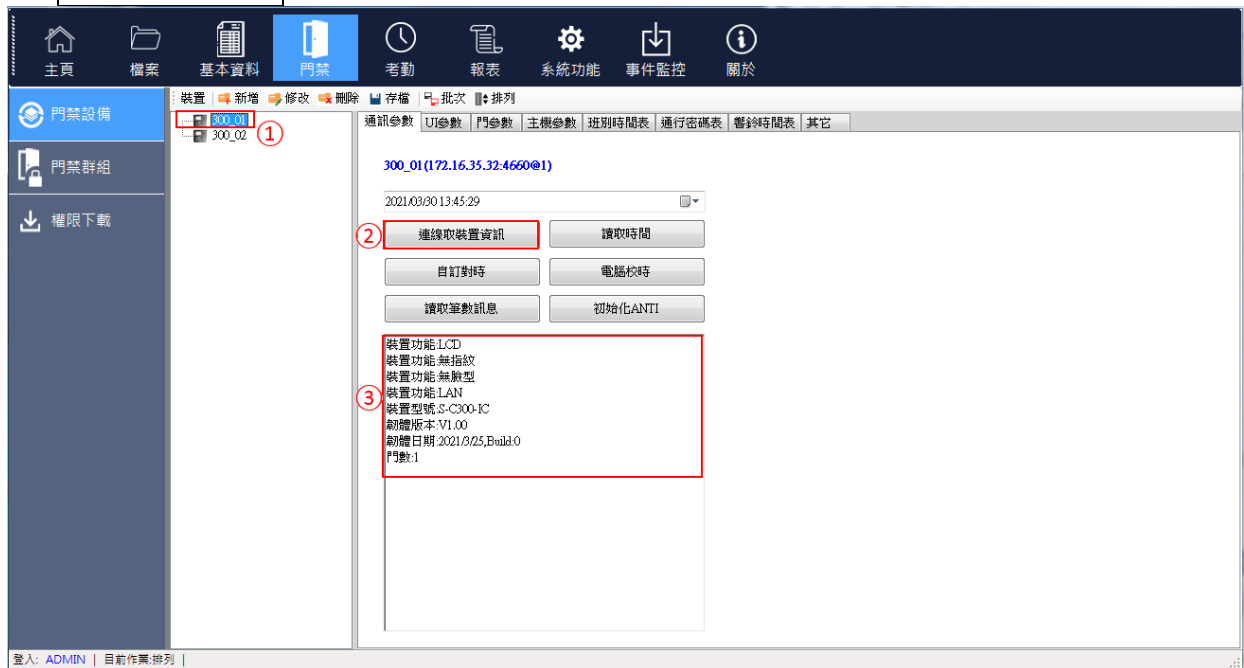 主頁 檔案 基本資料 門禁 考勤 報表 系統功能 事件監控 關於
門禁設備
門禁群組
權限下載
裝置 新增 修改 刪除 存檔 批次 排列
300_01
①
300_02
通訊參數 UI參數 門參數 主機參數 班別時間表 通行密碼表 響鈴時間表 其它
300_01(172.16.35.32:4660@1)
2021/03/30 13:45:29
② 連線取裝置資訊 讀取時間
自訂對時 電腦校時
讀取筆數訊息 初始化ANTI
③
裝置功能:LCD
裝置功能:無指紋
裝置功能:無臉型
裝置功能:LAN
裝置型號:S-C300-IC
韌體版本:V1.00
韌體日期:2021/3/25,Build:0
門數:1
登入: ADMIN | 目前作業:排列 |